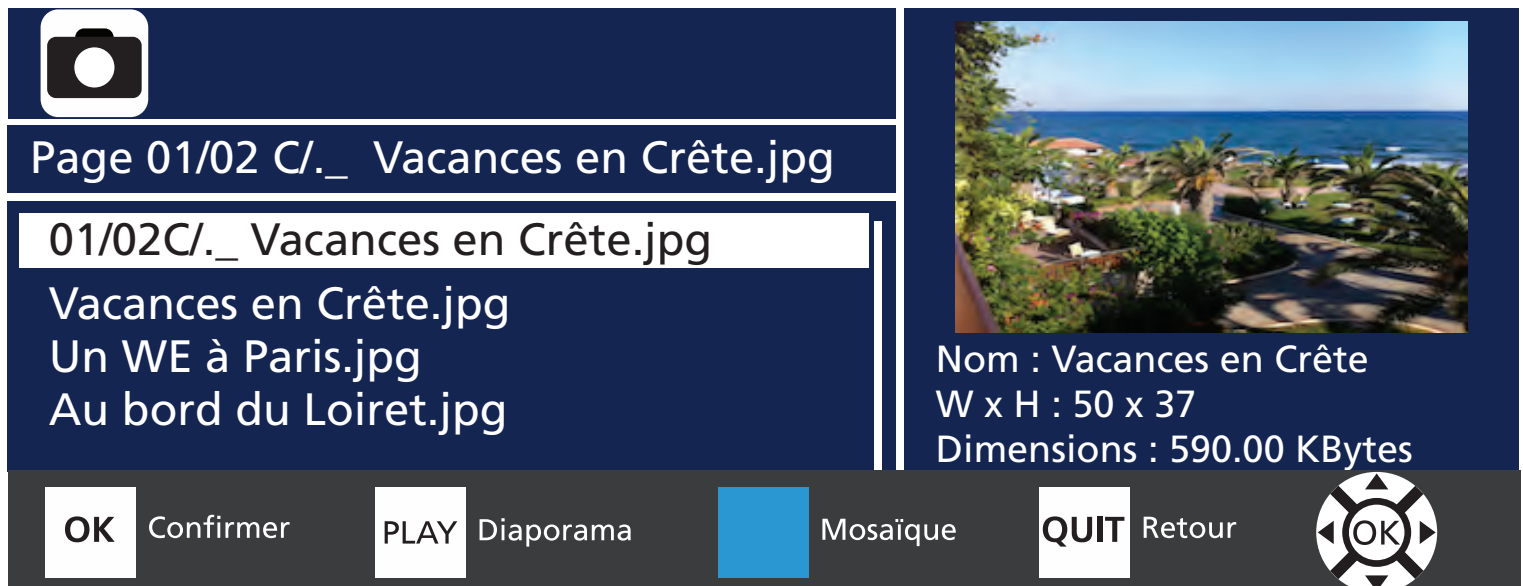 Page 01/02 C/._ Vacances en Crête.jpg
01/02C/._ Vacances en Crête.jpg
Vacances en Crête.jpg
Un WE à Paris.jpg
Au bord du Loiret.jpg
Nom : Vacances en Crête
W x H : 50 x 37
Dimensions : 590.00 KBytes
OK Confirmer PLAY Diaporama Mosaïque QUIT Retour OK